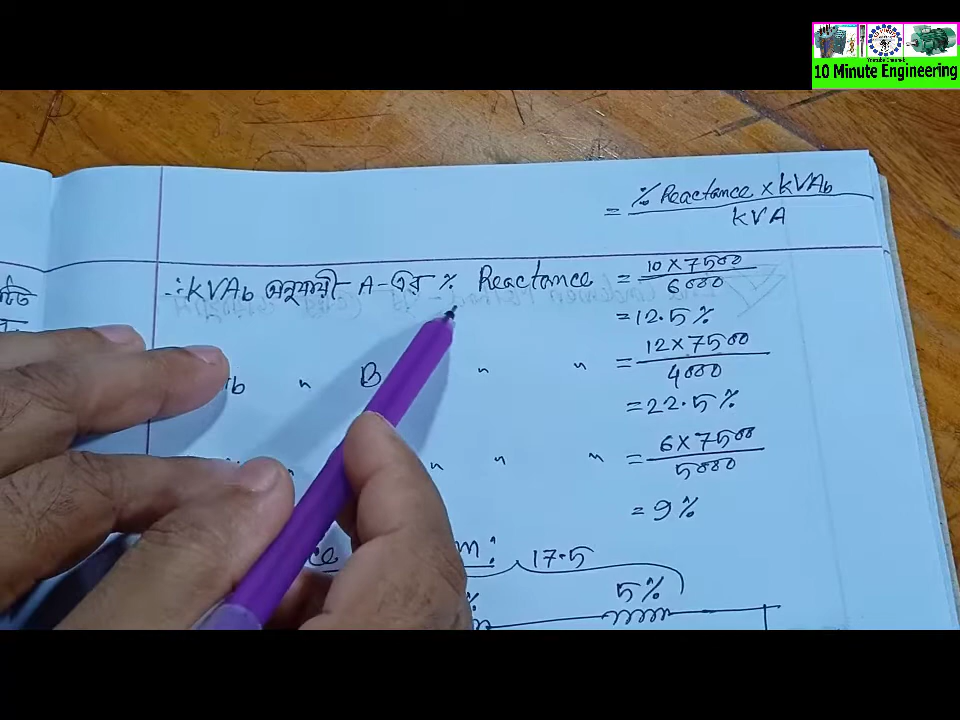 10 Minute Engineering
= % Reactance × kVAb
kVA
∴ kVAb অনুযায়ী A-এর % Reactance = 10 × 7500
6000
= 12.5 %
b " B " " = 12 × 7500
4000
= 22.5 %
" " " = 6 × 7500
5000
= 9 %
m : 17.5
% 5 %